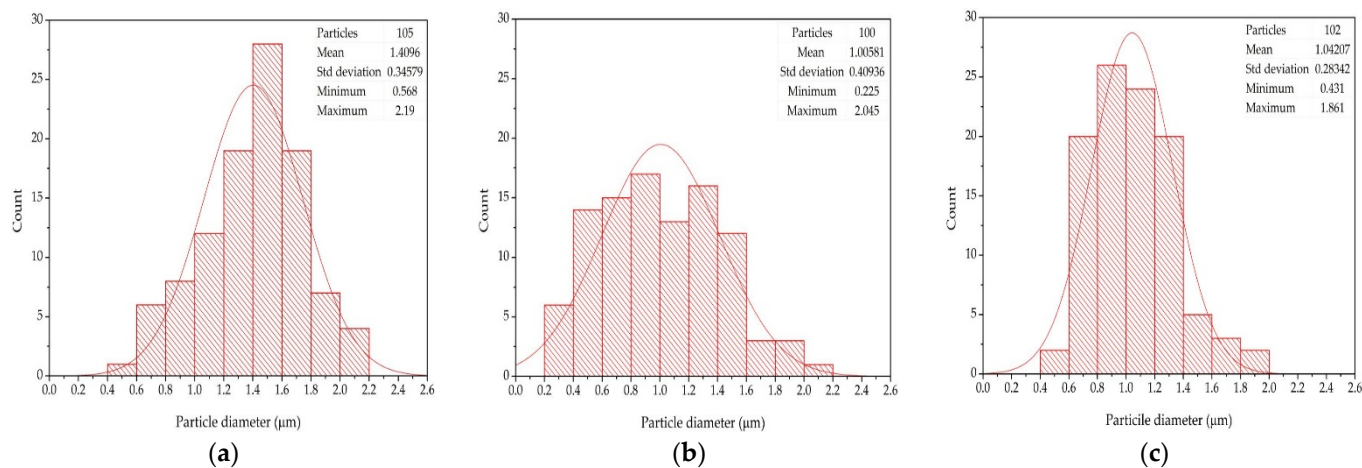 30
25
20
15
10
5
0
Count
Particles 105
Mean 1.4096
Std deviation 0.34579
Minimum 0.568
Maximum 2.19
0.0 0.2 0.4 0.6 0.8 1.0 1.2 1.4 1.6 1.8 2.0 2.2 2.4 2.6
Particle diameter (μm)
(a)
30
25
20
15
10
5
0
Count
Particles 100
Mean 1.00581
Std deviation 0.40936
Minimum 0.225
Maximum 2.045
0.0 0.2 0.4 0.6 0.8 1.0 1.2 1.4 1.6 1.8 2.0 2.2 2.4 2.6
Particle diameter (μm)
(b)
30
25
20
15
10
5
0
Count
Particles 102
Mean 1.04207
Std deviation 0.28342
Minimum 0.431
Maximum 1.861
0.0 0.2 0.4 0.6 0.8 1.0 1.2 1.4 1.6 1.8 2.0 2.2 2.4 2.6
Particile diameter (μm)
(c)